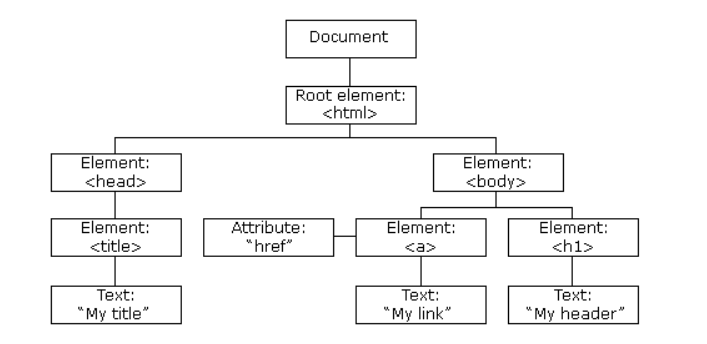 Document
Root element:
<html>
Element:
<head>
Element:
<body>
Element:
<title>
Attribute:
“href”
Element:
<a>
Element:
<h1>
Text:
“My title”
Text:
“My link”
Text:
“My header”